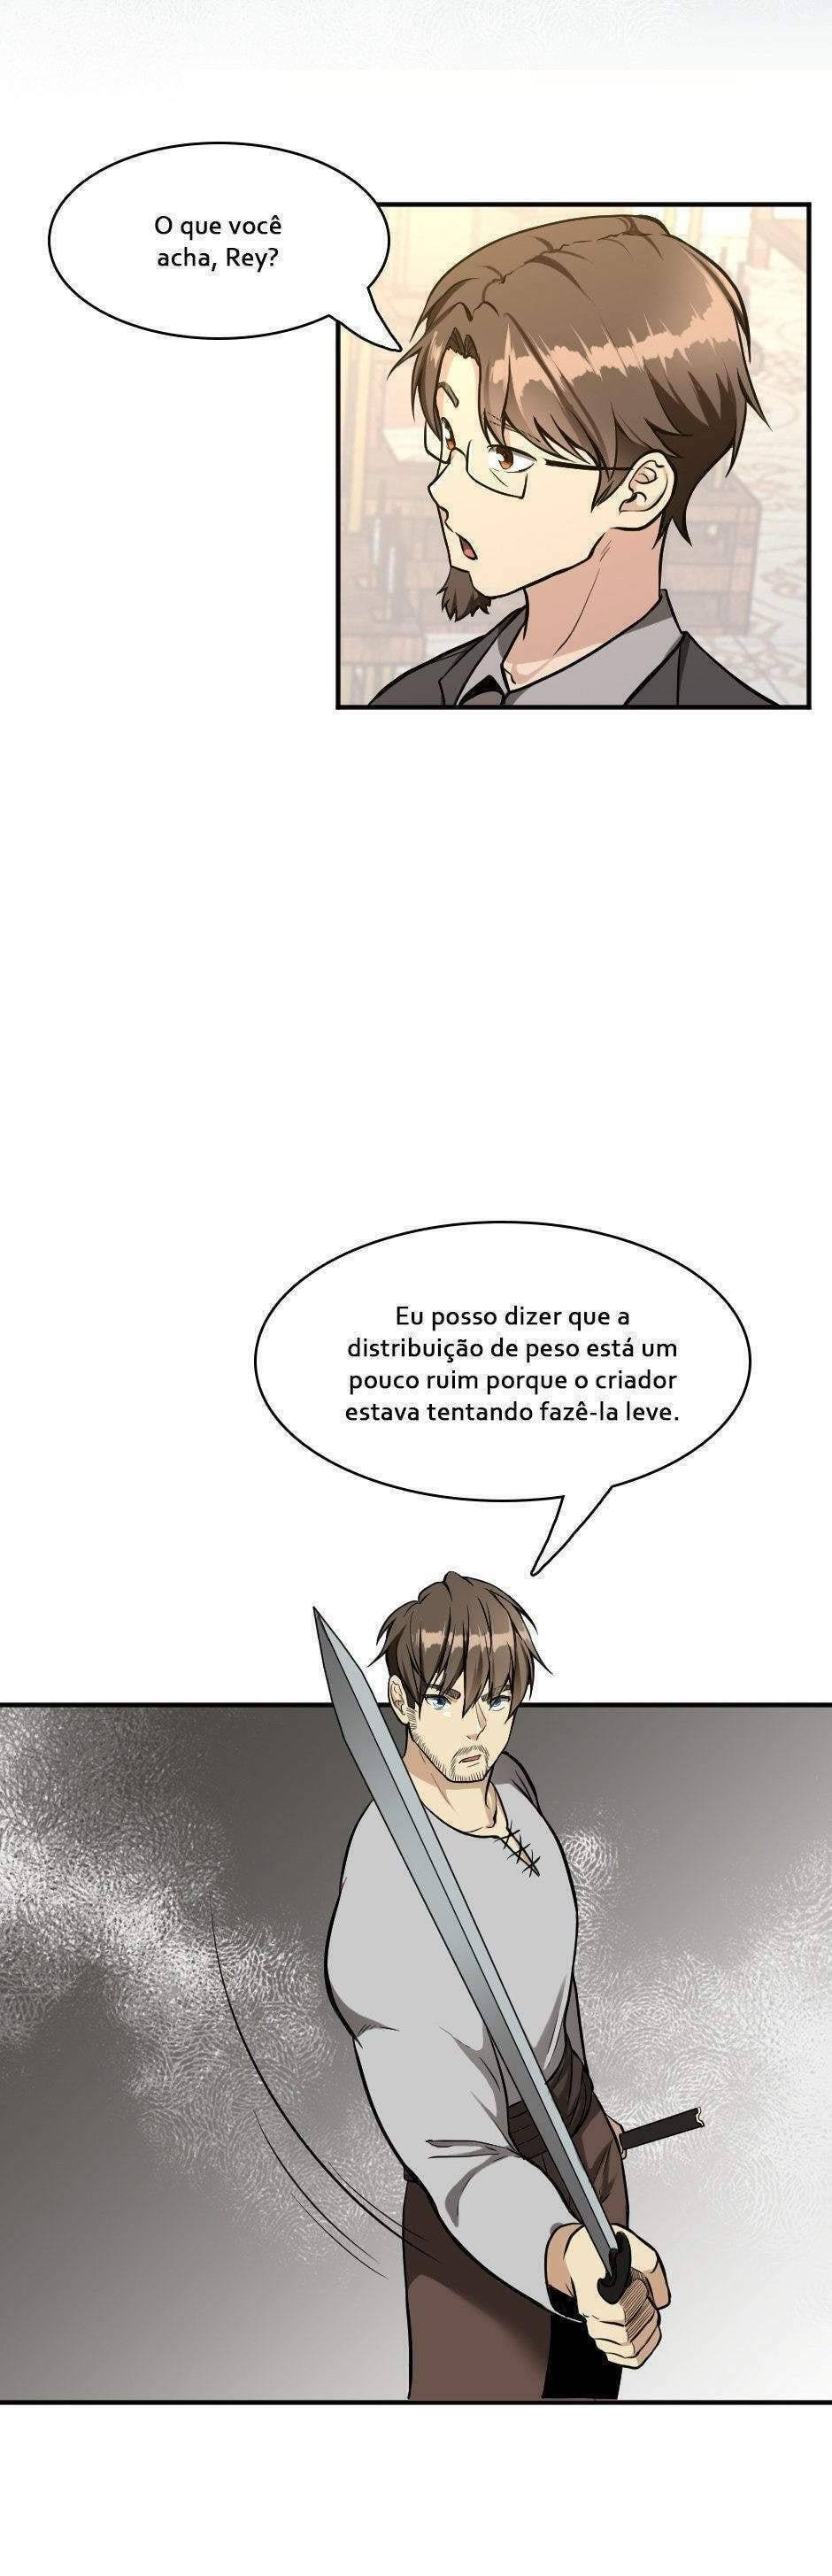 O que você
acha, Rey?
Eu posso dizer que a
distribuição de peso está um
pouco ruim porque o criador
estava tentando fazê-la leve.